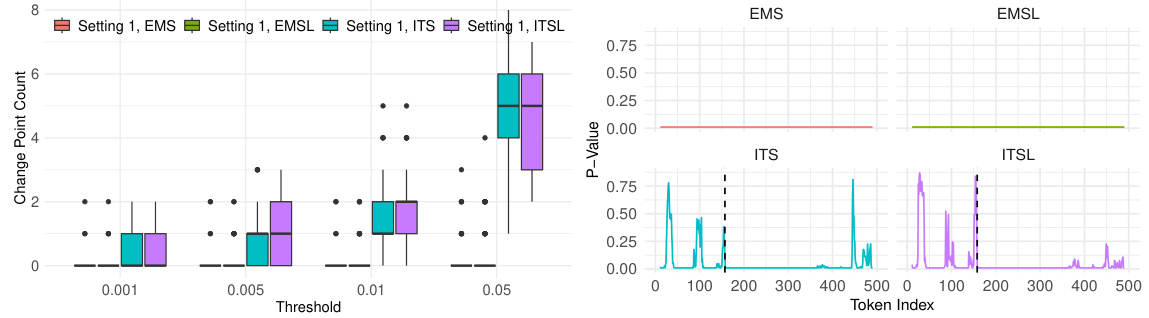 8
6
4
2
0
Change Point Count
Setting 1, EMS Setting 1, EMSL Setting 1, ITS Setting 1, ITSL
0.001 0.005 0.01 0.05
Threshold
EMS EMSL
0.75
0.50
0.25
0.00
P−Value
ITS ITSL
0.75
0.50
0.25
0.00
0 100 200 300 400 500 0 100 200 300 400 500
Token Index